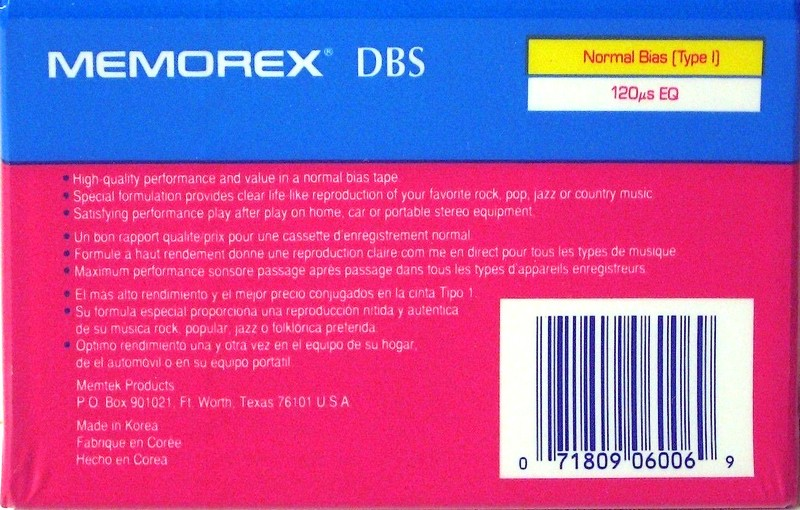 MEMOREX® DBS
Normal Bias (Type I)
120µs EQ
• High-quality performance and value in a normal bias tape.
• Special formulation provides clear life-like reproduction of your favorite rock, pop, jazz or country music.
• Satisfying performance play after play on home, car or portable stereo equipment.
• Un bon rapport qualité/prix pour une cassette d'enregistrement normal.
• Formule à haut rendement donne une reproduction claire com me en direct pour tous les types de musique.
• Maximum performance sonsore passage après passage dans tous les types d'appareils enregistreurs.
• El más alto rendimiento y el mejor precio conjugados en la cinta Tipo 1.
• Su fórmula especial proporciona una reproducción nítida y auténtica
de su música rock, popular, jazz o folklórica preferida.
• Optimo rendimiento una y otra vez en el equipo de su hogar,
de el automóvil o en su equipo portátil.
Memtek Products
P.O. Box 901021, Ft. Worth, Texas 76101 U.S.A.
Made in Korea
Fabrique en Corée
Hecho en Corea
0 71809 06006 9